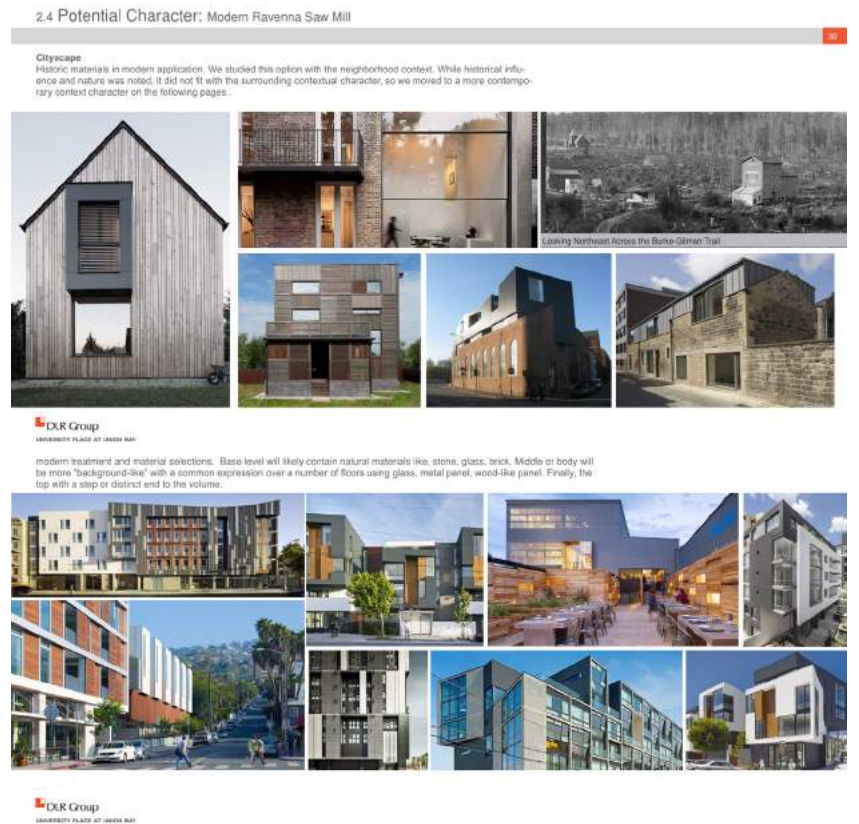 2.4 Potential Character: Modern Ravenna Saw Mill
30
Cityscape
Historic materials in modern application. We studied this option with the neighborhood context. While historical influ-
ence and nature was noted, it did not fit with the surrounding contextual character, so we moved to a more contempo-
rary context character on the following pages .
Looking Northeast Across the Burke-Gilman Trail
DLR Group
UNIVERSITY PLACE AT UNION BAY
modern treatment and material selections. Base level will likely contain natural materials like, stone, glass, brick. Middle or body will
be more "background-like" with a common expression over a number of floors using glass, metal panel, wood-like panel. Finally, the
top with a step or distinct end to the volume.
DLR Group
UNIVERSITY PLACE AT UNION BAY